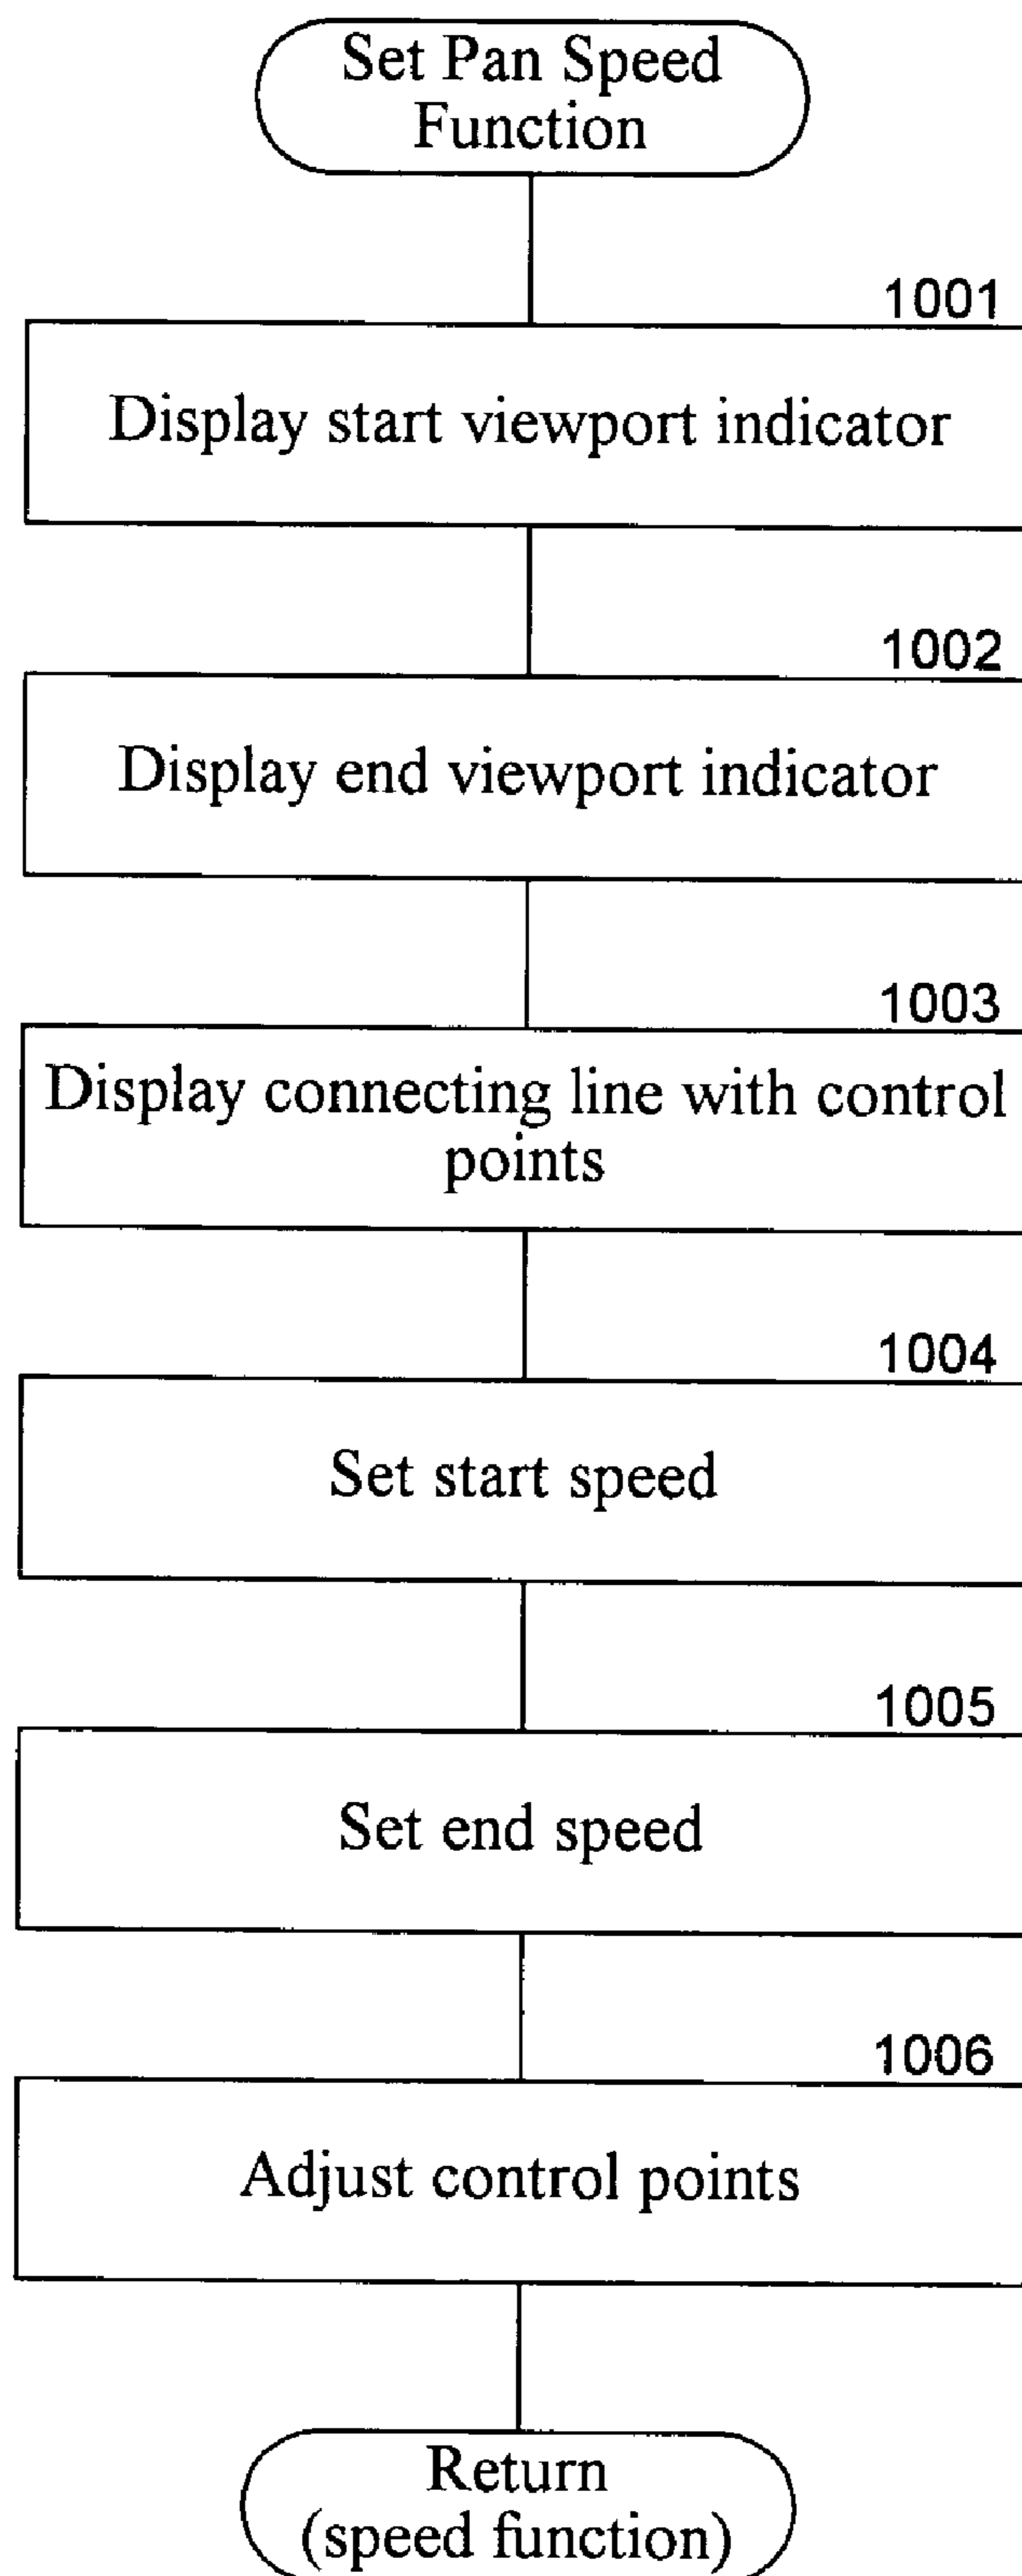 Set Pan Speed
Function
1001
Display start viewport indicator
1002
Display end viewport indicator
1003
Display connecting line with control
points
1004
Set start speed
1005
Set end speed
1006
Adjust control points
Return
(speed function)